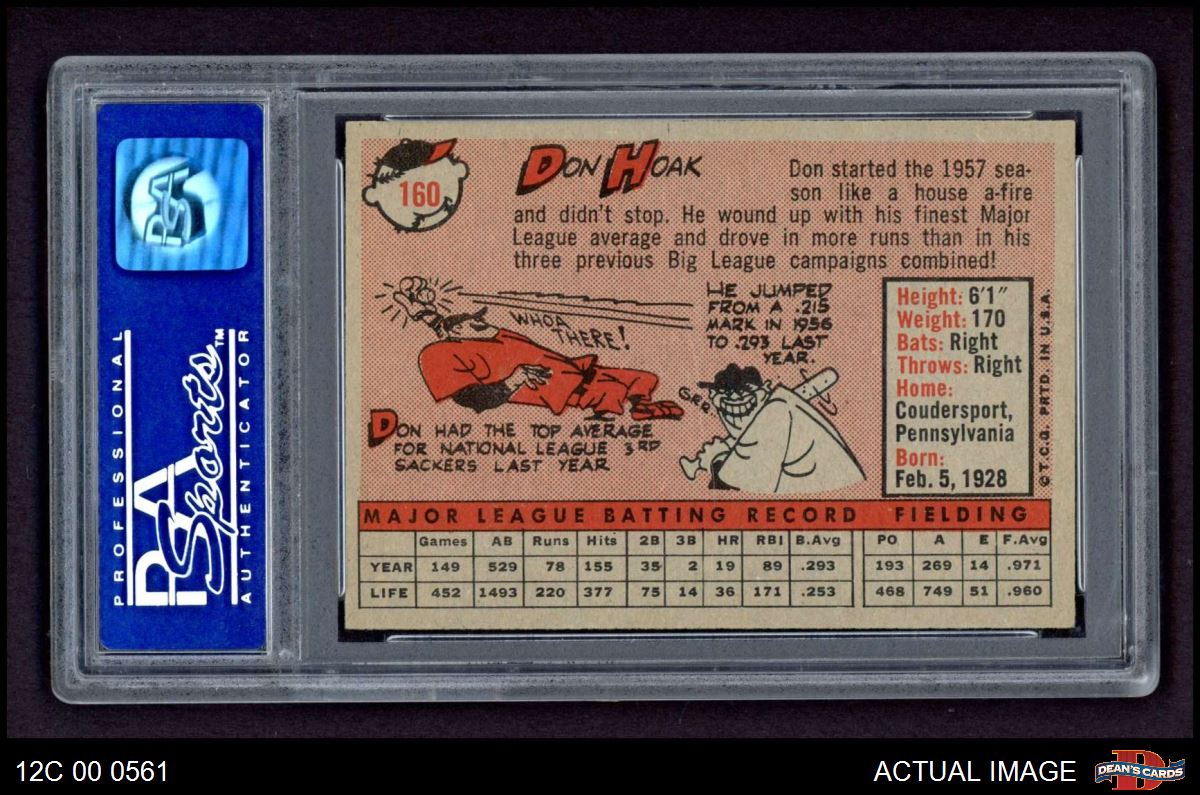 PROFESSIONAL
PSA
Sports™
AUTHENTICATOR
PSA
160
DON HOAK
Don started the 1957 sea-
son like a house a-fire
and didn't stop. He wound up with his finest Major
League average and drove in more runs than in his
three previous Big League campaigns combined!
WHOA
THERE!
HE JUMPED
FROM A .215
MARK IN 1956
TO .293 LAST
YEAR.
GRR
DON HAD THE TOP AVERAGE
FOR NATIONAL LEAGUE 3RD
SACKERS LAST YEAR
Height: 6'1"
Weight: 170
Bats: Right
Throws: Right
Home:
Coudersport,
Pennsylvania
Born:
Feb. 5, 1928
©T.C.G. PRTD. IN U.S.A.
MAJOR LEAGUE BATTING RECORD FIELDING
Games AB Runs Hits 2B 3B HR RBI B.Avg PO A E F.Avg
YEAR 149 529 78 155 35 2 19 89 .293 193 269 14 .971
LIFE 452 1493 220 377 75 14 36 171 .253 468 749 51 .960
12C 00 0561
ACTUAL IMAGE
D
DEAN'S CARDS